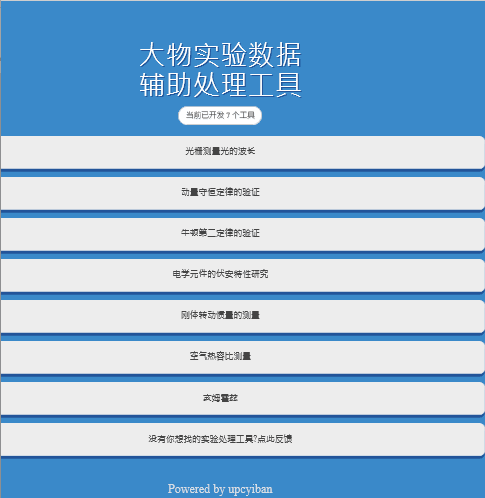 大物实验数据
辅助处理工具
当前已开发 7 个工具
光栅测量光的波长
动量守恒定律的验证
牛顿第二定律的验证
电学元件的伏安特性研究
刚体转动惯量的测量
空气热容比测量
亥姆霍兹
没有你想找的实验处理工具?点此反馈
Powered by upcyiban